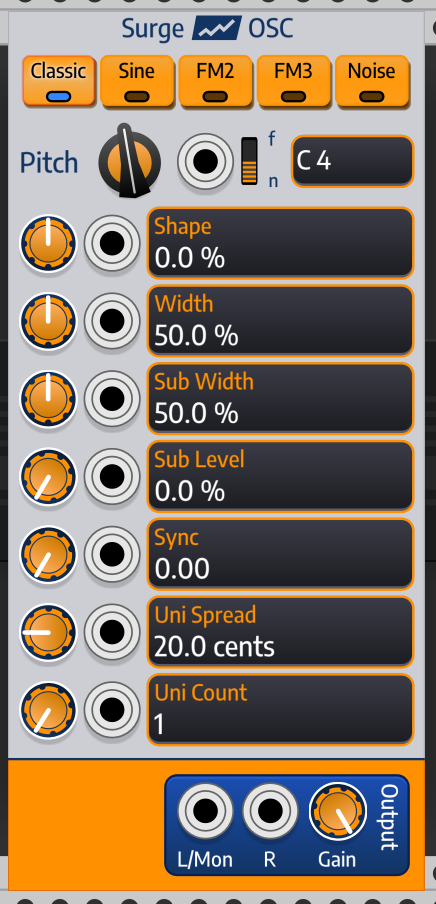 Surge OSC
Classic Sine FM2 FM3 Noise
Pitch f n C 4
Shape
0.0 %
Width
50.0 %
Sub Width
50.0 %
Sub Level
0.0 %
Sync
0.00
Uni Spread
20.0 cents
Uni Count
1
L/Mon R Gain Output